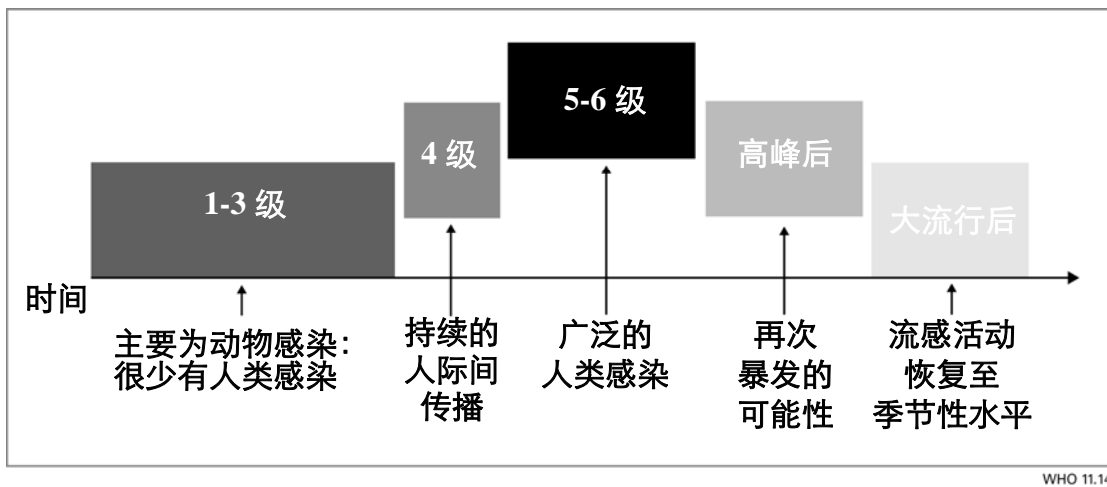 5-6 级
4 级
高峰后
1-3 级
大流行后
时间
主要为动物感染：
很少有人类感染
持续的
人际间
传播
广泛的
人类感染
再次
暴发的
可能性
流感活动
恢复至
季节性水平
WHO 11.14